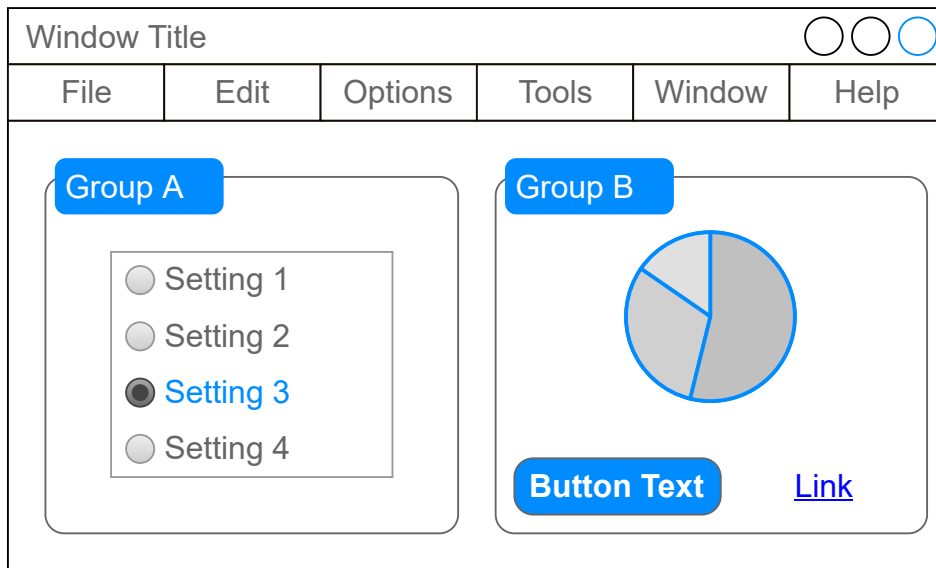 Window Title
File Edit Options Tools Window Help
Group A
Setting 1
Setting 2
Setting 3
Setting 4
Group B
Button Text Link